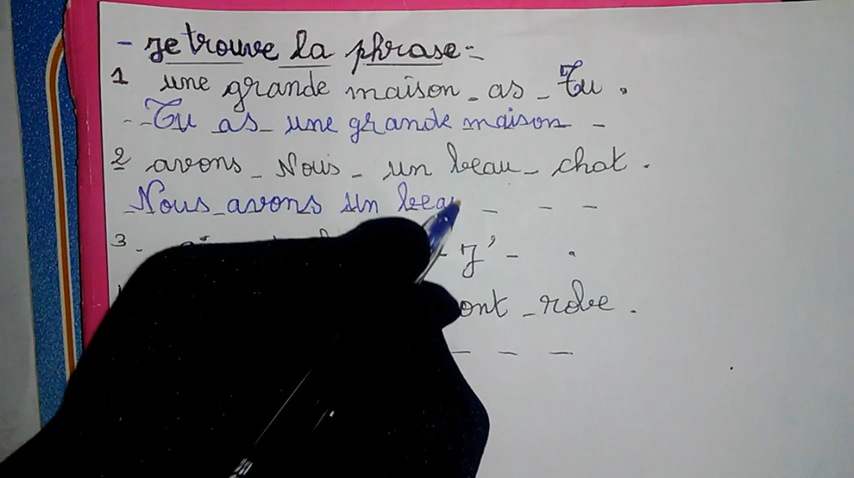 - Je trouve la phrase :-
1 une grande maison - as - Tu .
- - Tu as une grande maison -
2 avons - Nous - un beau - chat .
- Nous avons un beau - - -
3 - - J' - .
ont - robe .
- - -